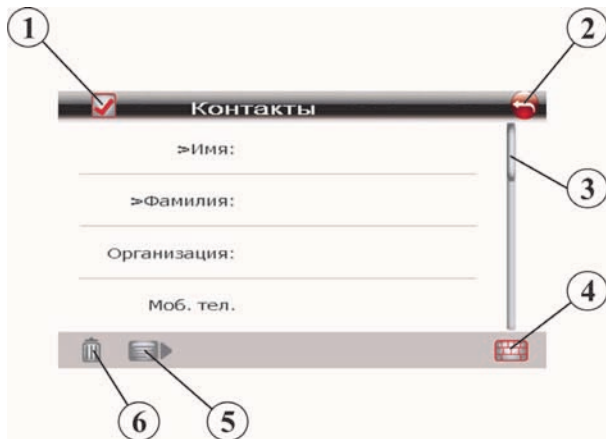 1
2
Контакты
>Имя:
3
>Фамилия:
Организация:
4
Моб. тел.
6
5